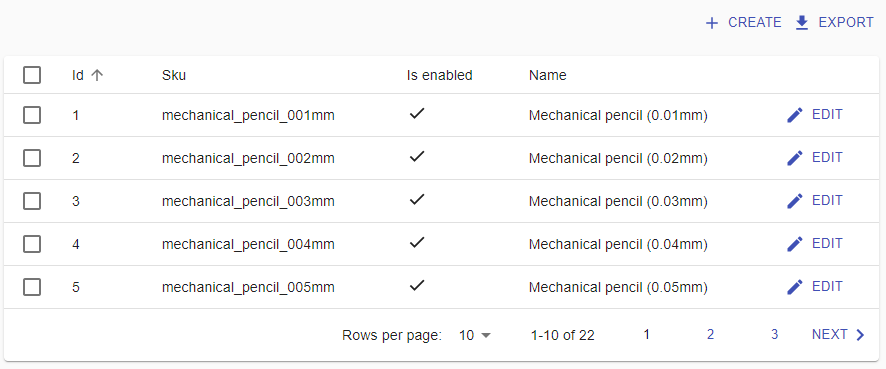 CREATE EXPORT
Id Sku Is enabled Name
1 mechanical_pencil_001mm Mechanical pencil (0.01mm) EDIT
2 mechanical_pencil_002mm Mechanical pencil (0.02mm) EDIT
3 mechanical_pencil_003mm Mechanical pencil (0.03mm) EDIT
4 mechanical_pencil_004mm Mechanical pencil (0.04mm) EDIT
5 mechanical_pencil_005mm Mechanical pencil (0.05mm) EDIT
Rows per page: 10 1-10 of 22 1 2 3 NEXT